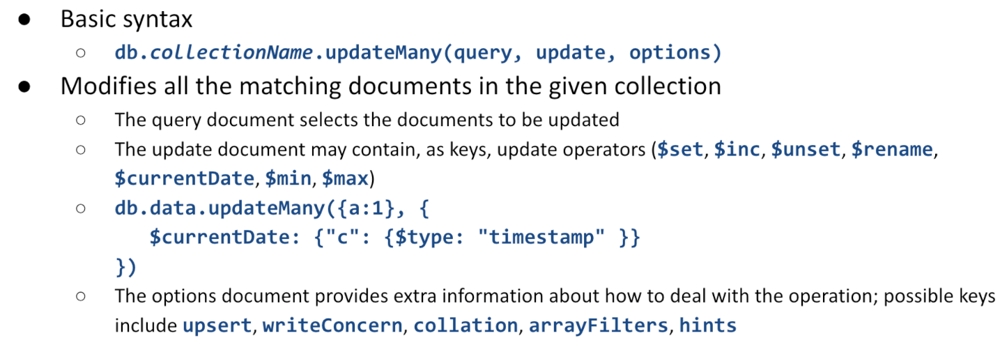 ● Basic syntax
○ db.collectionName.updateMany(query, update, options)
● Modifies all the matching documents in the given collection
○ The query document selects the documents to be updated
○ The update document may contain, as keys, update operators ($set, $inc, $unset, $rename,
$currentDate, $min, $max)
○ db.data.updateMany({a:1}, {
$currentDate: {"c": {$type: "timestamp" }}
})
○ The options document provides extra information about how to deal with the operation; possible keys
include upsert, writeConcern, collation, arrayFilters, hints